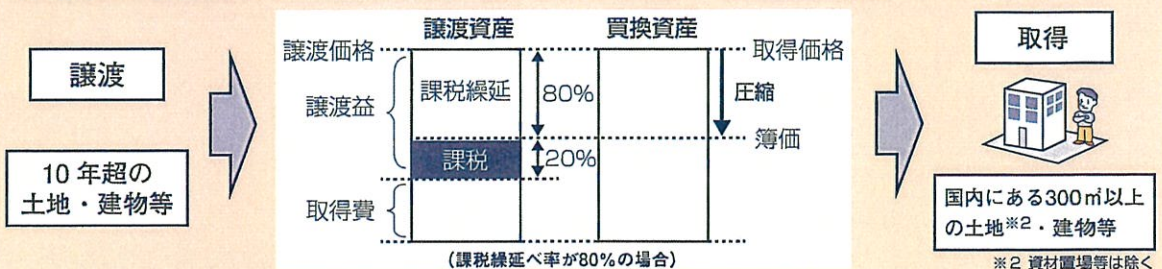 譲渡
10年超の
土地・建物等
譲渡資産
買換資産
譲渡価格
取得価格
譲渡益
課税繰延
80%
圧縮
簿価
課税
20%
取得費
(課税繰延べ率が80%の場合)
取得
国内にある300㎡以上
の土地※2・建物等
※2 資材置場等は除く